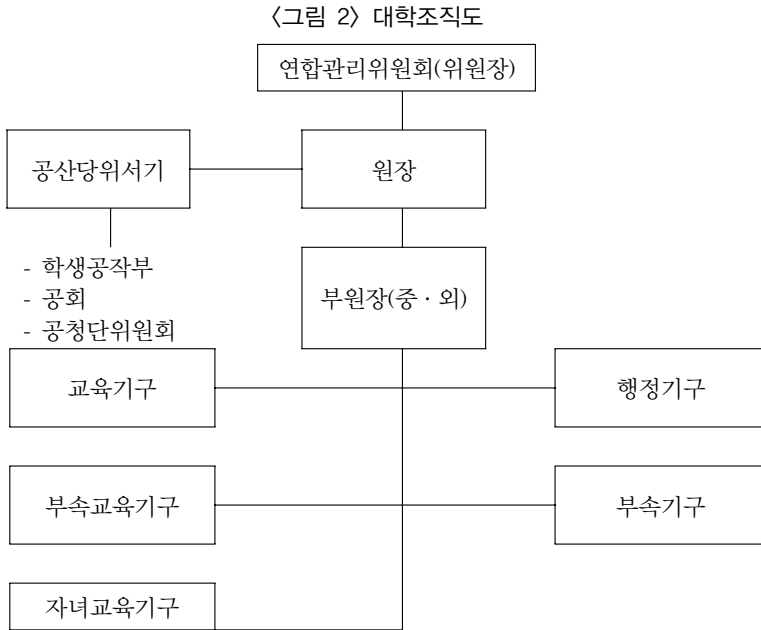 〈그림 2〉 대학조직도
연합관리위원회(위원장)
공산당위서기
원장
- 학생공작부
- 공회
- 공청단위원회
부원장(중 · 외)
교육기구
행정기구
부속교육기구
부속기구
자녀교육기구